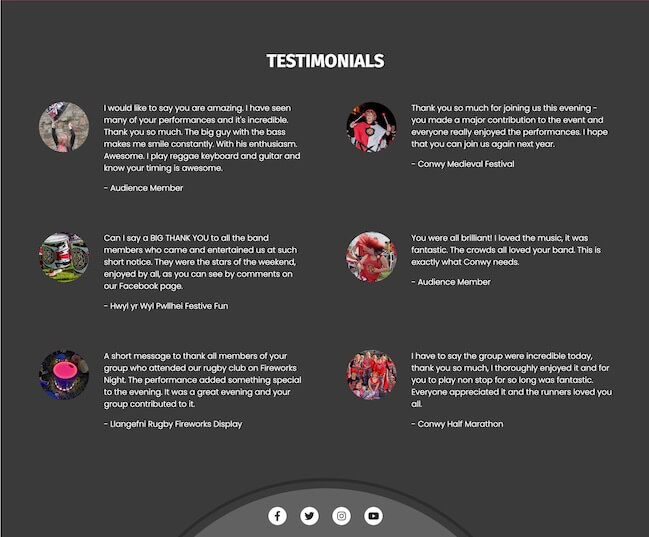 TESTIMONIALS
I would like to say you are amazing. I have seen
many of your performances and it's incredible.
Thank you so much. The big guy with the bass
makes me smile constantly. With his enthusiasm.
Awesome. I play reggae keyboard and guitar and
know your timing is awesome.
- Audience Member
Thank you so much for joining us this evening -
you made a major contribution to the event and
everyone really enjoyed the performances. I hope
that you can join us again next year.
- Conwy Medieval Festival
Can I say a BIG THANK YOU to all the band
members who came and entertained us at such
short notice. They were the stars of the weekend,
enjoyed by all, as you can see by comments on
our Facebook page.
- Hwyl yr Wyl Pwllhei Festive Fun
You were all brilliant! I loved the music, it was
fantastic. The crowds all loved your band. This is
exactly what Conwy needs.
- Audience Member
A short message to thank all members of your
group who attended our rugby club on Fireworks
Night. The performance added something special
to the evening. It was a great evening and your
group contributed to it.
- Llangefni Rugby Fireworks Display
I have to say the group were incredible today,
thank you so much, I thoroughly enjoyed it and for
you to play non stop for so long was fantastic.
Everyone appreciated it and the runners loved you
all.
- Conwy Half Marathon